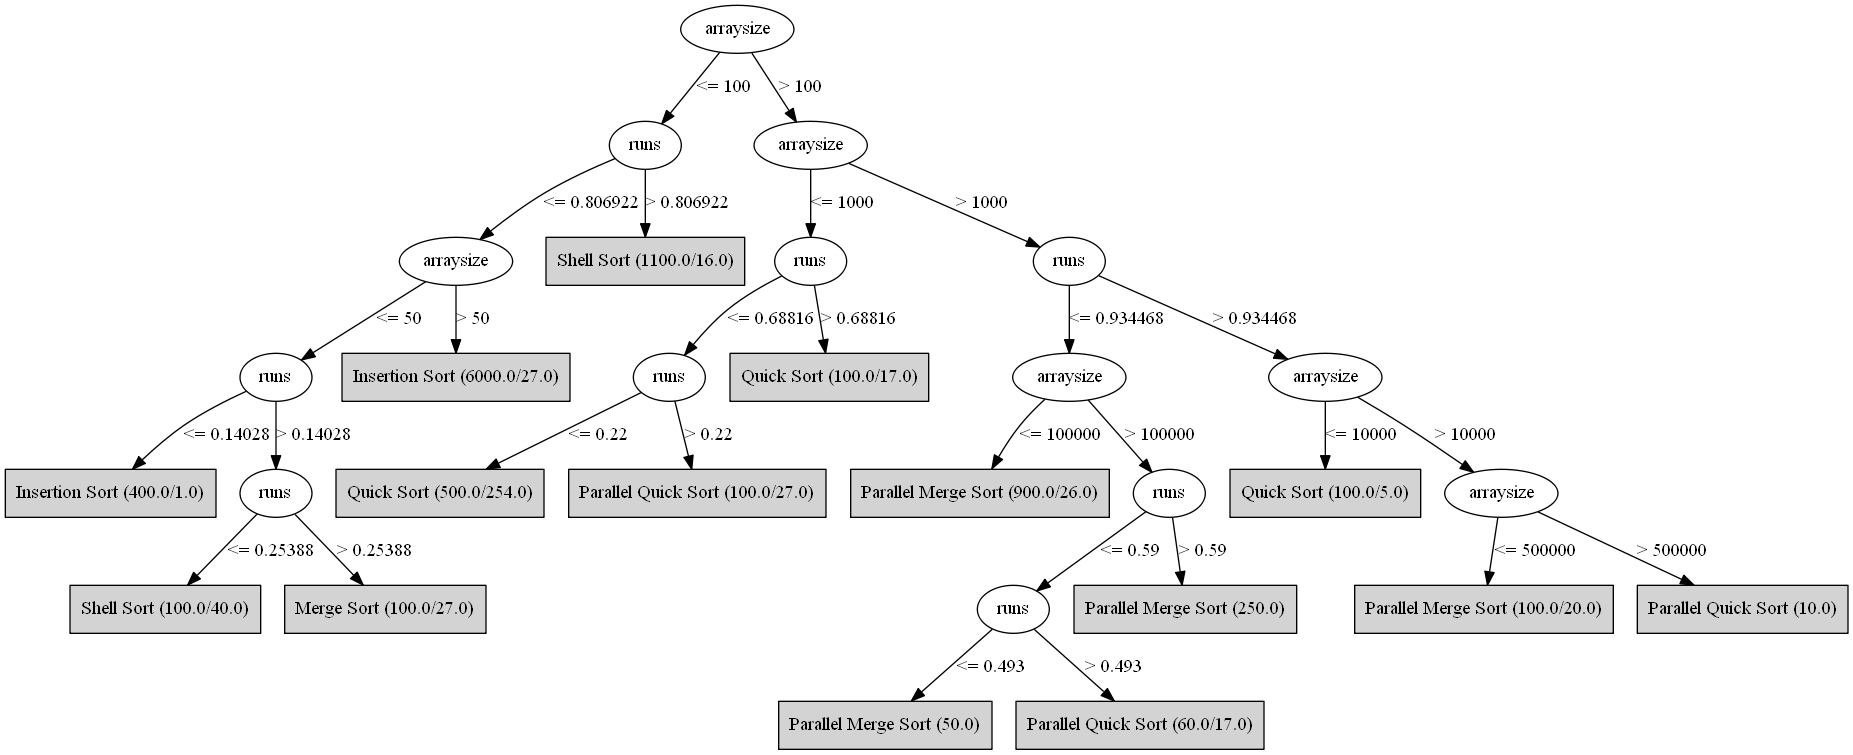 arraysize
<= 100
> 100
runs
arraysize
<= 0.806922
> 0.806922
<= 1000
> 1000
arraysize
Shell Sort (1100.0/16.0)
runs
runs
<= 50
> 50
<= 0.68816
> 0.68816
<= 0.934468
> 0.934468
runs
Insertion Sort (6000.0/27.0)
runs
Quick Sort (100.0/17.0)
arraysize
arraysize
<= 0.14028
> 0.14028
<= 0.22
> 0.22
<= 100000
> 100000
<= 10000
> 10000
Insertion Sort (400.0/1.0)
runs
Quick Sort (500.0/254.0)
Parallel Quick Sort (100.0/27.0)
Parallel Merge Sort (900.0/26.0)
runs
Quick Sort (100.0/5.0)
arraysize
<= 0.25388
> 0.25388
<= 0.59
> 0.59
<= 500000
> 500000
Shell Sort (100.0/40.0)
Merge Sort (100.0/27.0)
runs
Parallel Merge Sort (250.0)
Parallel Merge Sort (100.0/20.0)
Parallel Quick Sort (10.0)
<= 0.493
> 0.493
Parallel Merge Sort (50.0)
Parallel Quick Sort (60.0/17.0)